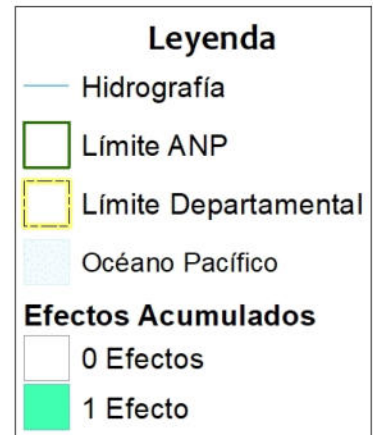 Leyenda
Hidrografía
Límite ANP
Límite Departamental
Océano Pacífico
Efectos Acumulados
0 Efectos
1 Efecto